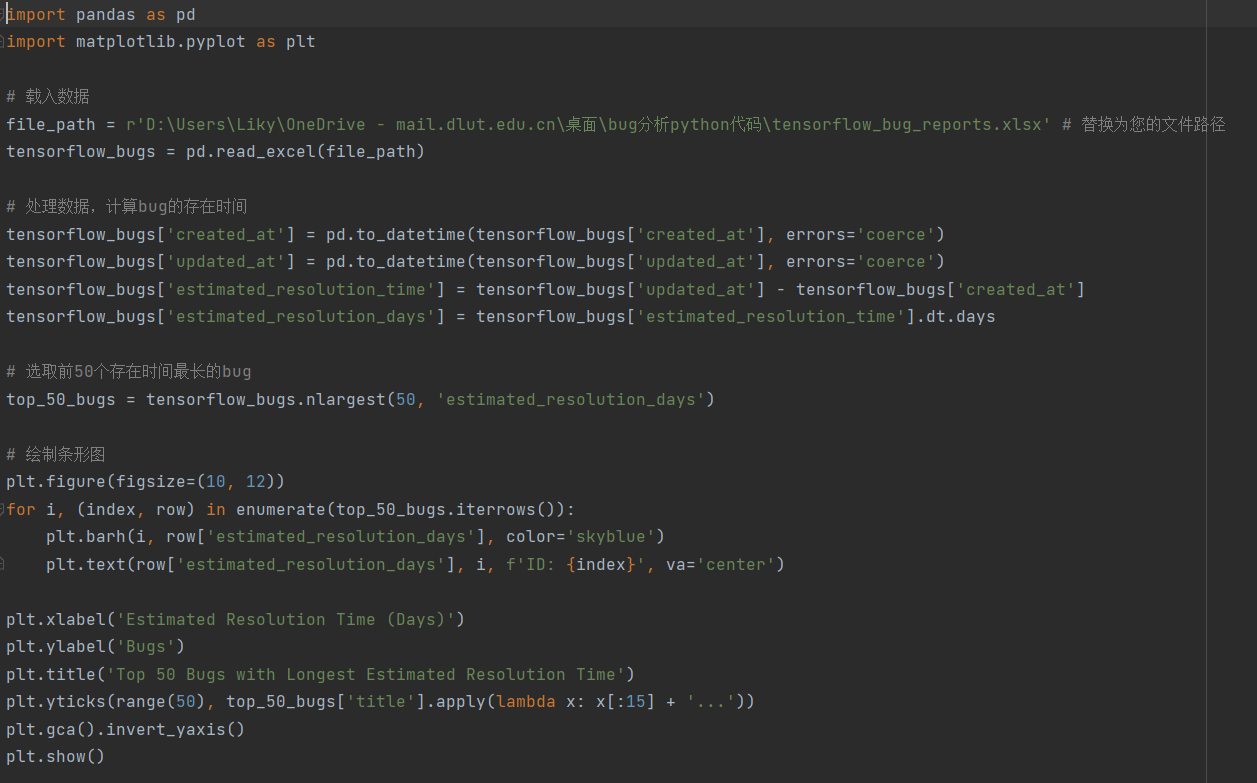 import pandas as pd
import matplotlib.pyplot as plt
# 载入数据
file_path = r'D:\Users\Liky\OneDrive - mail.dlut.edu.cn\桌面\bug分析python代码\tensorflow_bug_reports.xlsx' # 替换为您的文件路径
tensorflow_bugs = pd.read_excel(file_path)
# 处理数据，计算bug的存在时间
tensorflow_bugs['created_at'] = pd.to_datetime(tensorflow_bugs['created_at'], errors='coerce')
tensorflow_bugs['updated_at'] = pd.to_datetime(tensorflow_bugs['updated_at'], errors='coerce')
tensorflow_bugs['estimated_resolution_time'] = tensorflow_bugs['updated_at'] - tensorflow_bugs['created_at']
tensorflow_bugs['estimated_resolution_days'] = tensorflow_bugs['estimated_resolution_time'].dt.days
# 选取前50个存在时间最长的bug
top_50_bugs = tensorflow_bugs.nlargest(50, 'estimated_resolution_days')
# 绘制条形图
plt.figure(figsize=(10, 12))
for i, (index, row) in enumerate(top_50_bugs.iterrows()):
    plt.barh(i, row['estimated_resolution_days'], color='skyblue')
    plt.text(row['estimated_resolution_days'], i, f'ID: {index}', va='center')
plt.xlabel('Estimated Resolution Time (Days)')
plt.ylabel('Bugs')
plt.title('Top 50 Bugs with Longest Estimated Resolution Time')
plt.yticks(range(50), top_50_bugs['title'].apply(lambda x: x[:15] + '...'))
plt.gca().invert_yaxis()
plt.show()